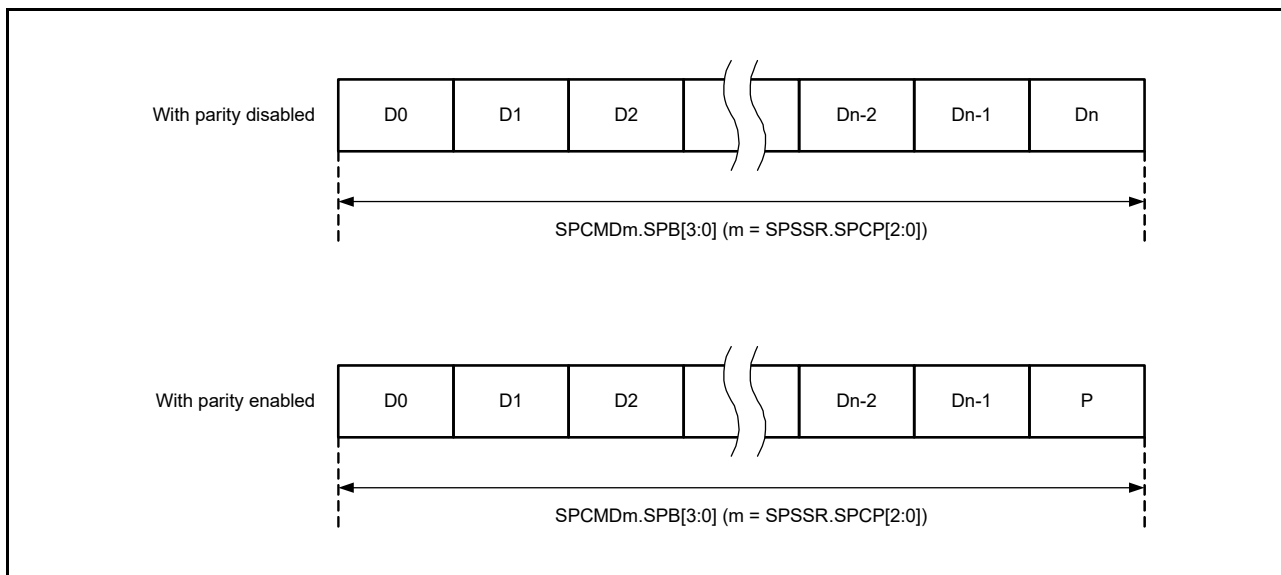 With parity disabled D0 D1 D2 Dn-2 Dn-1 Dn
SPCMDm.SPB[3:0] (m = SPSSR.SPCP[2:0])
With parity enabled D0 D1 D2 Dn-2 Dn-1 P
SPCMDm.SPB[3:0] (m = SPSSR.SPCP[2:0])